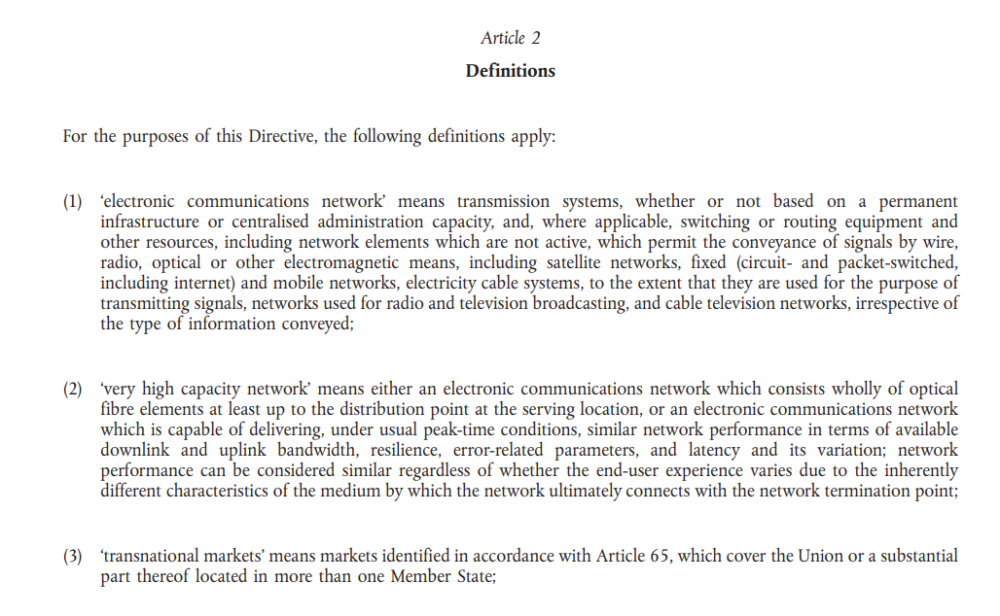 Article 2
Definitions
For the purposes of this Directive, the following definitions apply:
(1) ‘electronic communications network’ means transmission systems, whether or not based on a permanent
infrastructure or centralised administration capacity, and, where applicable, switching or routing equipment and
other resources, including network elements which are not active, which permit the conveyance of signals by wire,
radio, optical or other electromagnetic means, including satellite networks, fixed (circuit- and packet-switched,
including internet) and mobile networks, electricity cable systems, to the extent that they are used for the purpose of
transmitting signals, networks used for radio and television broadcasting, and cable television networks, irrespective of
the type of information conveyed;
(2) ‘very high capacity network’ means either an electronic communications network which consists wholly of optical
fibre elements at least up to the distribution point at the serving location, or an electronic communications network
which is capable of delivering, under usual peak-time conditions, similar network performance in terms of available
downlink and uplink bandwidth, resilience, error-related parameters, and latency and its variation; network
performance can be considered similar regardless of whether the end-user experience varies due to the inherently
different characteristics of the medium by which the network ultimately connects with the network termination point;
(3) ‘transnational markets’ means markets identified in accordance with Article 65, which cover the Union or a substantial
part thereof located in more than one Member State;